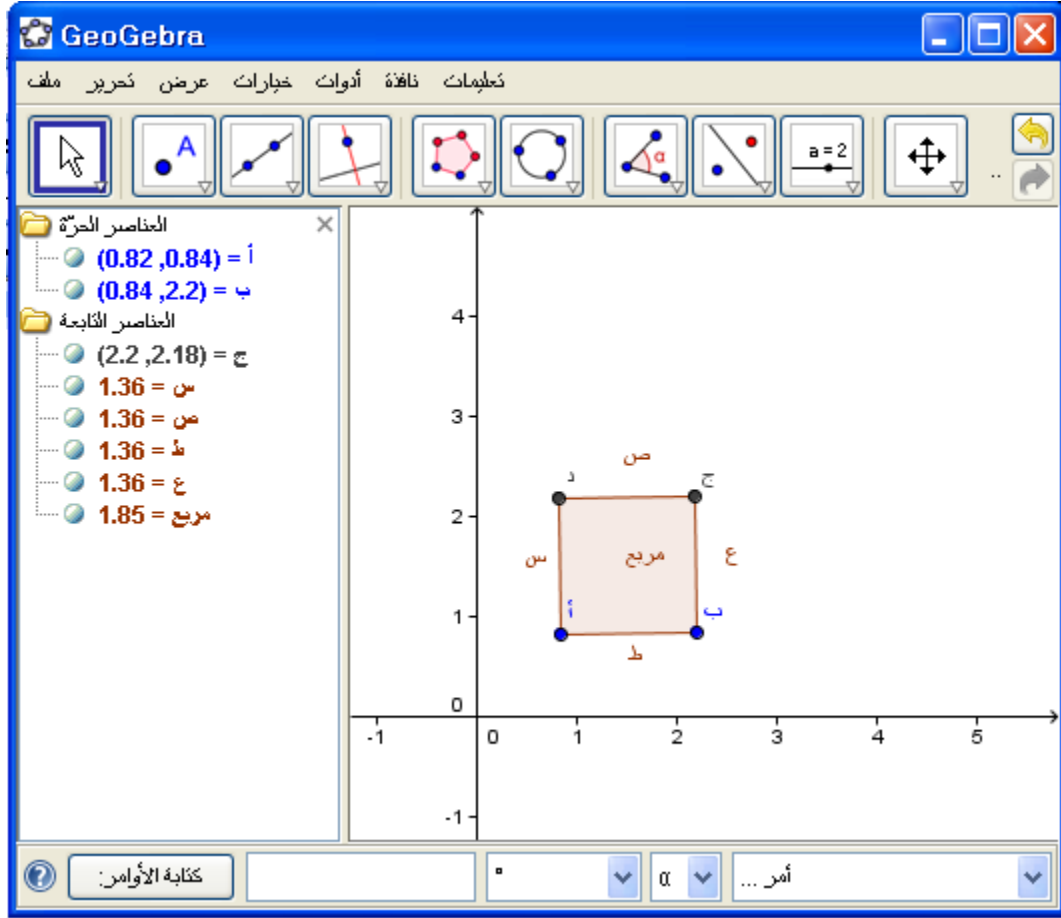 GeoGebra
ملف تحرير عرض خيارات أدوات نافذة تعليمات
A α a = 2 ..
العناصر الحرّة
أ = (0.82 ,0.84)
ب = (0.84 ,2.2)
العناصر التابعة
ج = (2.2 ,2.18)
س = 1.36
ص = 1.36
ط = 1.36
ع = 1.36
مربع = 1.85
4
3
ص
د ج
2
س مربع ع
1 أ ب
ط
0
-1 0 1 2 3 4 5
-1
كتابة الأوامر: ° α أمر ...